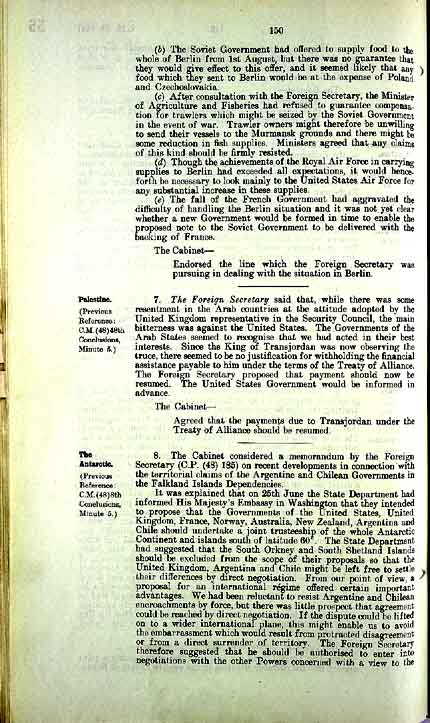 150
(b) The Soviet Government had offered to supply food to the
whole of Berlin from 1st August, but there was no guarantee that
they would give effect to this offer, and it seemed likely that any
food which they sent to Berlin would be at the expense of Poland
and Czechoslovakia.
(c) After consultation with the Foreign Secretary, the Minister
of Agriculture and Fisheries had refused to guarantee compensa-
tion for trawlers which might be seized by the Soviet Government
in the event of war. Trawler owners might therefore be unwilling
to send their vessels to the Murmansk grounds and there might be
some reduction in fish supplies. Ministers agreed that any claims
of this kind should be firmly resisted.
(d) Though the achievements of the Royal Air Force in carrying
supplies to Berlin had exceeded all expectations, it would hence-
forth be necessary to look mainly to the United States Air Force for
any substantial increase in these supplies.
(e) The fall of the French Government had aggravated the
difficulty of handling the Berlin situation and it was not yet clear
whether a new Government would be formed in time to enable the
proposed note to the Soviet Government to be delivered with the
backing of France.
The Cabinet—
Endorsed the line which the Foreign Secretary was
pursuing in dealing with the situation in Berlin.
Palestine.
(Previous
Reference:
C.M.(48)48th
Conclusions,
Minute 5.)
7. The Foreign Secretary said that, while there was some
resentment in the Arab countries at the attitude adopted by the
United Kingdom representative in the Security Council, the main
bitterness was against the United States. The Governments of the
Arab States seemed to recognise that we had acted in their best
interests. Since the King of Transjordan was now observing the
truce, there seemed to be no justification for withholding the financial
assistance payable to him under the terms of the Treaty of Alliance.
The Foreign Secretary proposed that payment should now be
resumed. The United States Government would be informed in
advance.
The Cabinet—
Agreed that the payments due to Transjordan under the
Treaty of Alliance should be resumed.
The
Antarctic.
(Previous
Reference:
C.M.(48)8th
Conclusions,
Minute 5.)
8. The Cabinet considered a memorandum by the Foreign
Secretary (C.P. (48) 185) on recent developments in connection with
the territorial claims of the Argentine and Chilean Governments in
the Falkland Islands Dependencies.
It was explained that on 25th June the State Department had
informed His Majesty's Embassy in Washington that they intended
to propose that the Governments of the United States, United
Kingdom, France, Norway, Australia, New Zealand, Argentina and
Chile should undertake a joint trusteeship of the whole Antarctic
Continent and islands south of latitude 60°. The State Department
had suggested that the South Orkney and South Shetland Islands
should be excluded from the scope of their proposals so that the
United Kingdom, Argentina and Chile might be left free to settle
their differences by direct negotiation. From our point of view, a
proposal for an international régime offered certain important
advantages. We had been reluctant to resist Argentine and Chilean
encroachments by force, but there was little prospect that agreement
could be reached by direct negotiation. If the dispute could be lifted
on to a wider international plane, this might enable us to avoid
the embarrassment which would result from protracted disagreement
or from a direct surrender of territory. The Foreign Secretary
therefore suggested that he should be authorised to enter into
negotiations with the other Powers concerned with a view to the